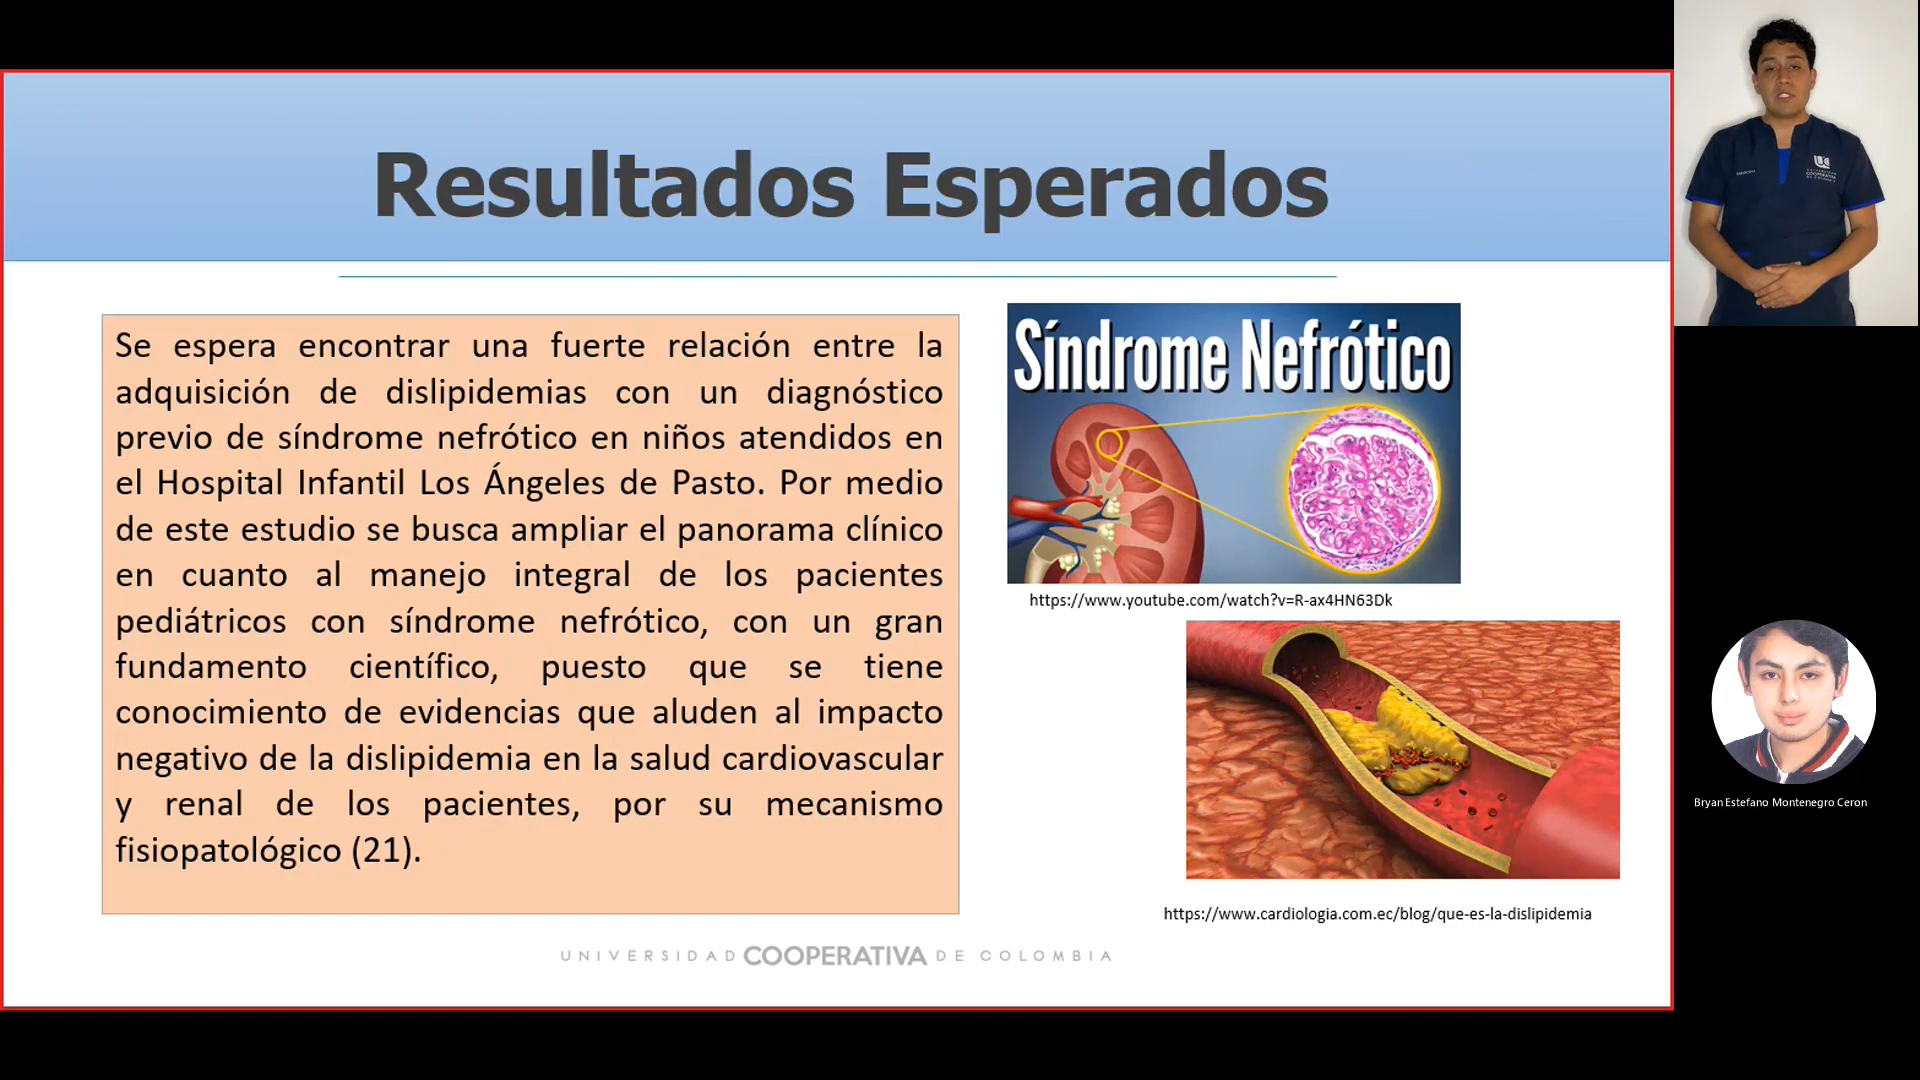 Resultados Esperados
Se espera encontrar una fuerte relación entre la
adquisición de dislipidemias con un diagnóstico
previo de síndrome nefrótico en niños atendidos en
el Hospital Infantil Los Ángeles de Pasto. Por medio
de este estudio se busca ampliar el panorama clínico
en cuanto al manejo integral de los pacientes
pediátricos con síndrome nefrótico, con un gran
fundamento científico, puesto que se tiene
conocimiento de evidencias que aluden al impacto
negativo de la dislipidemia en la salud cardiovascular
y renal de los pacientes, por su mecanismo
fisiopatológico (21).
Síndrome Nefrótico
https://www.youtube.com/watch?v=R-ax4HN63Dk
https://www.cardiologia.com.ec/blog/que-es-la-dislipidemia
UNIVERSIDAD COOPERATIVA DE COLOMBIA
UNIVERSIDAD
COOPERATIVA
DE COLOMBIA
Bryan Estefano Montenegro Ceron